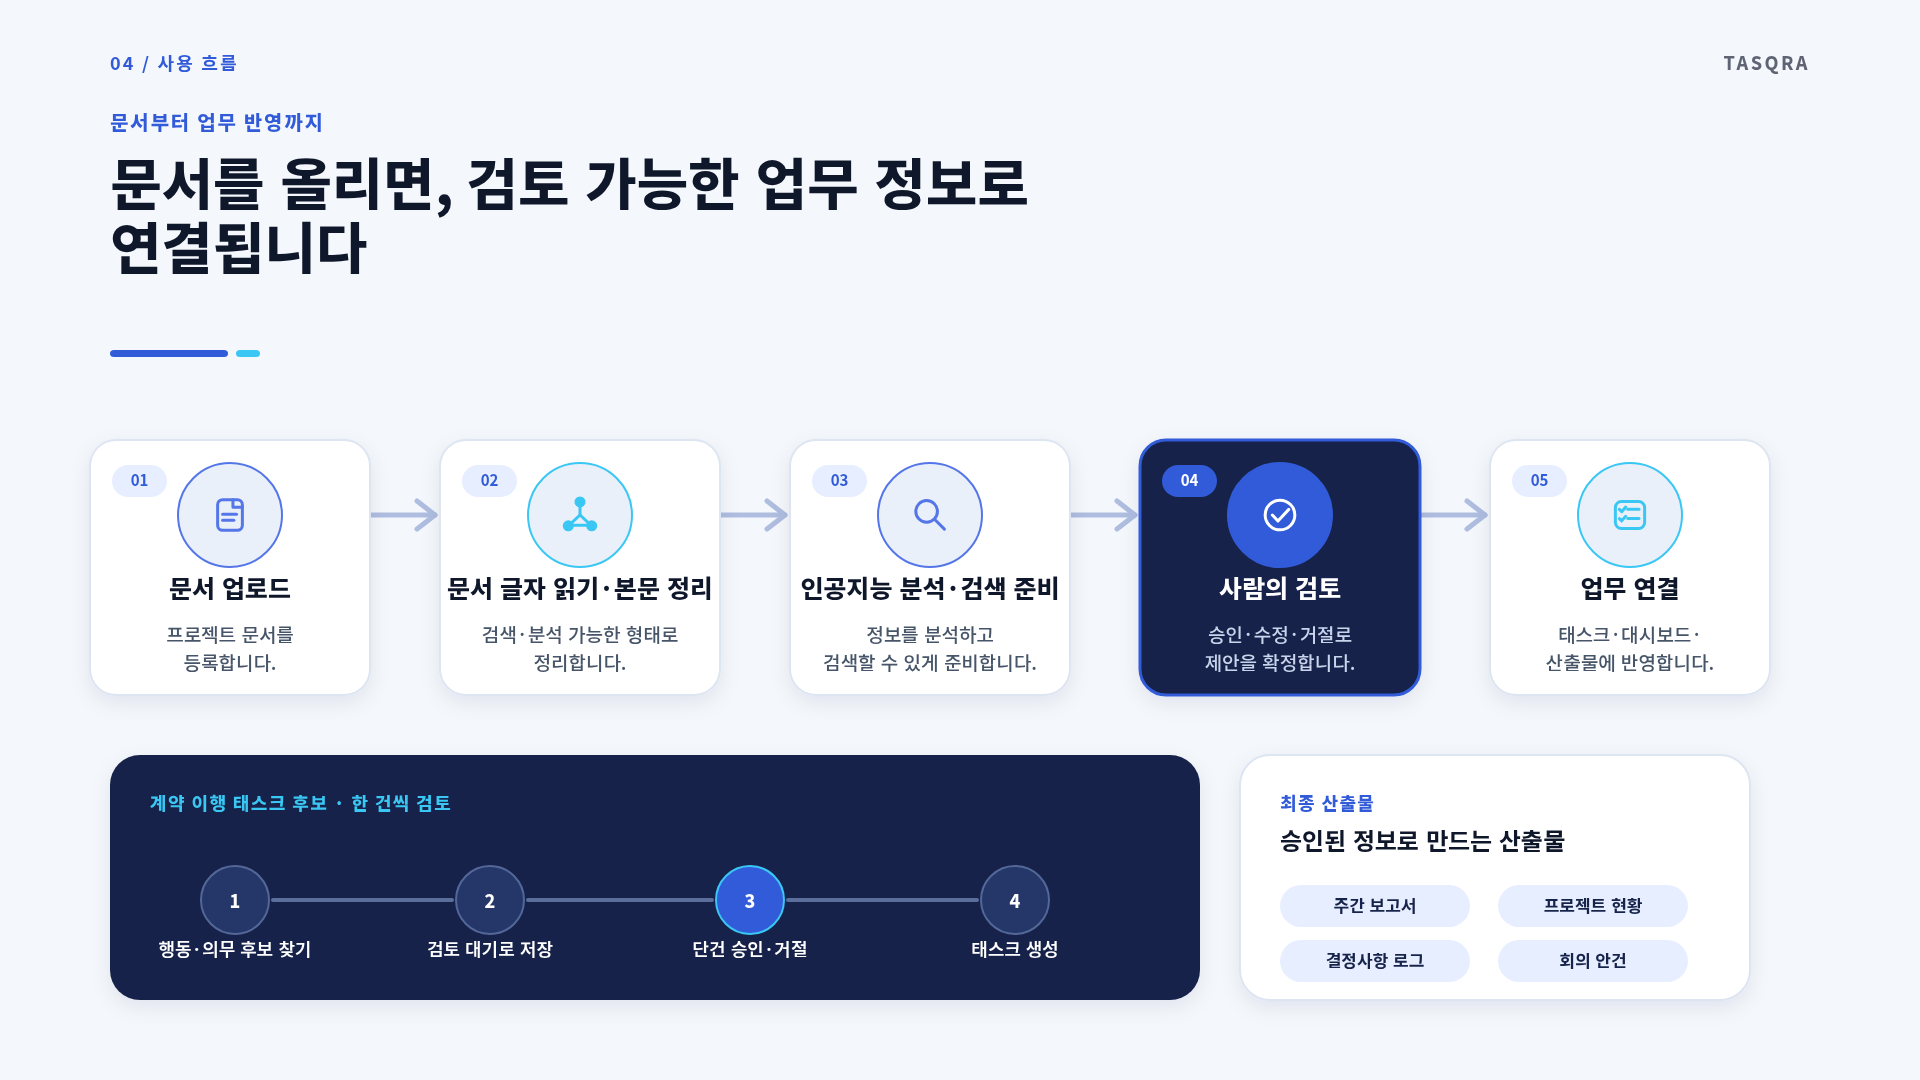 04 / 사용 흐름
TASQRA
문서부터 업무 반영까지
문서를 올리면, 검토 가능한 업무 정보로
연결됩니다
01
문서 업로드
프로젝트 문서를
등록합니다.
02
문서 글자 읽기·본문 정리
검색·분석 가능한 형태로
정리합니다.
03
인공지능 분석·검색 준비
정보를 분석하고
검색할 수 있게 준비합니다.
04
사람의 검토
승인·수정·거절로
제안을 확정합니다.
05
업무 연결
태스크·대시보드·
산출물에 반영합니다.
계약 이행 태스크 후보 · 한 건씩 검토
1
행동·의무 후보 찾기
2
검토 대기로 저장
3
단건 승인·거절
4
태스크 생성
최종 산출물
승인된 정보로 만드는 산출물
주간 보고서
프로젝트 현황
결정사항 로그
회의 안건